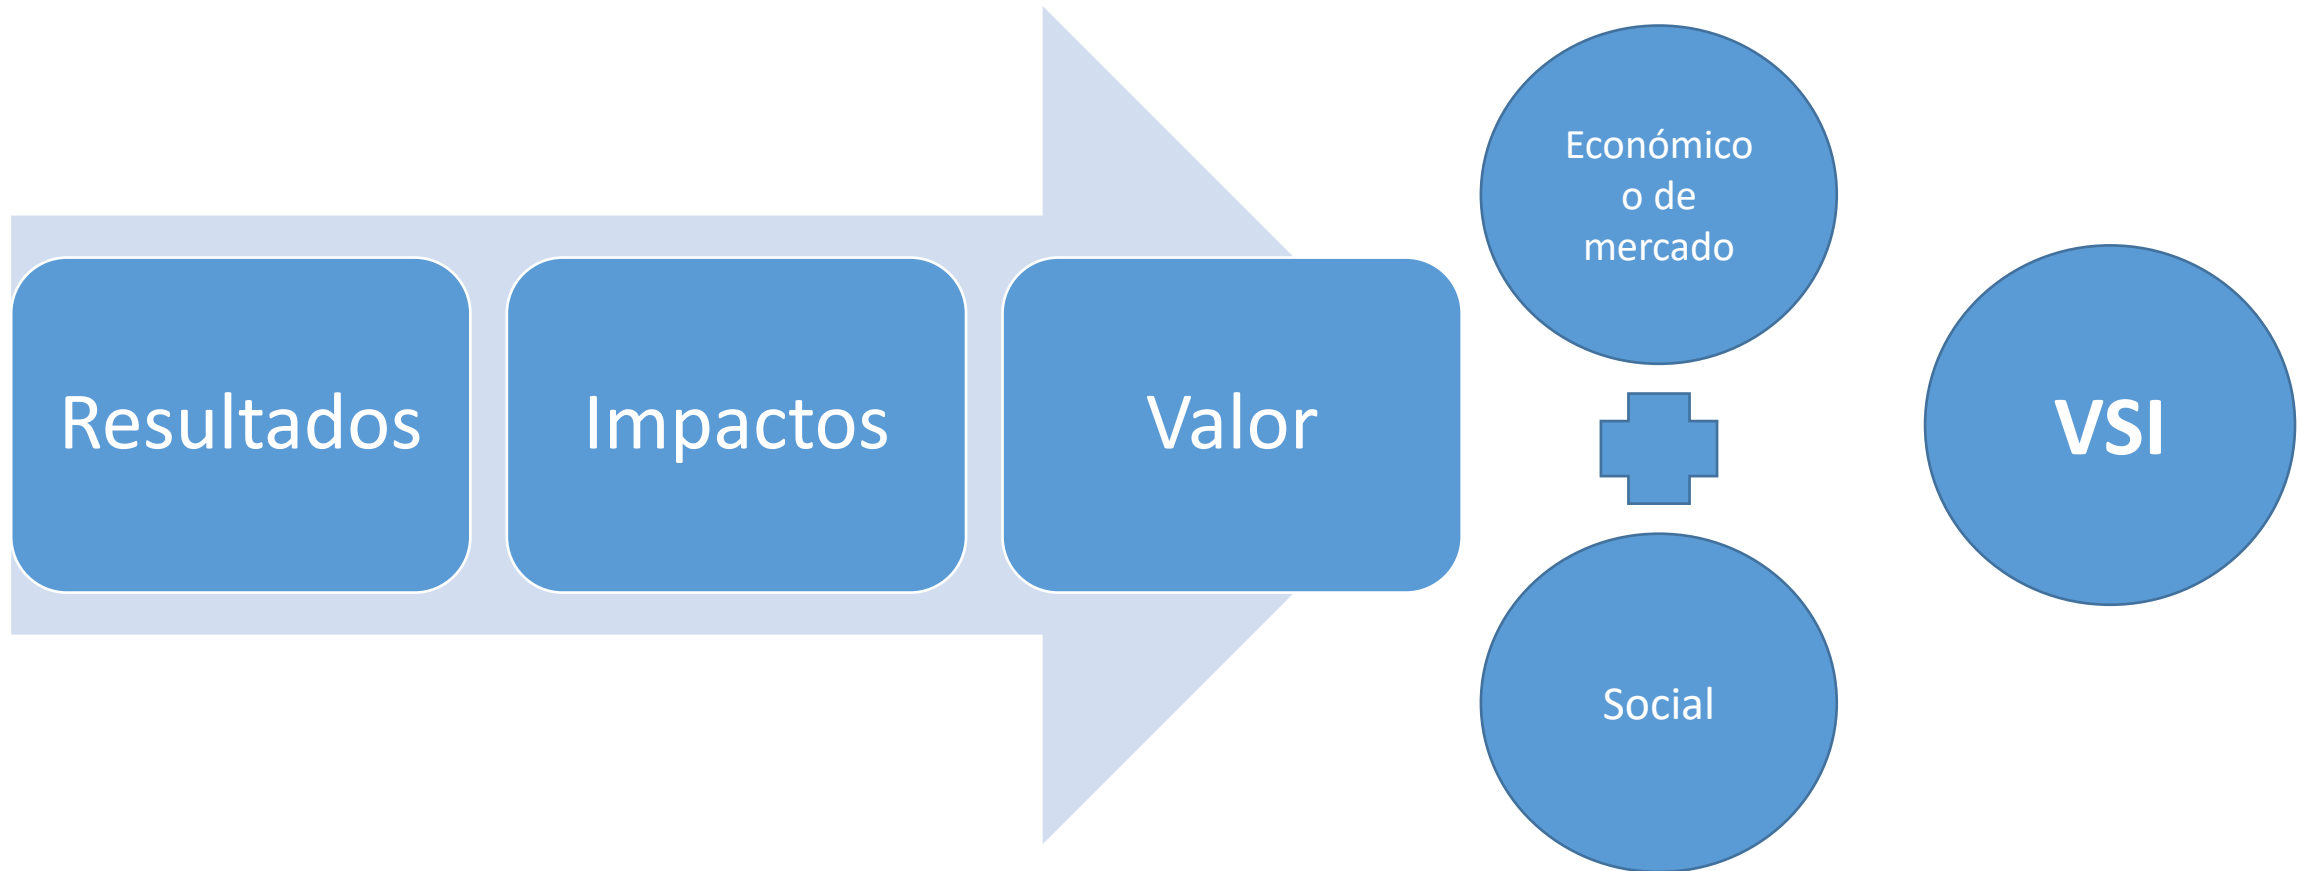 Resultados
Impactos
Valor
Económico
o de
mercado
Social
VSI